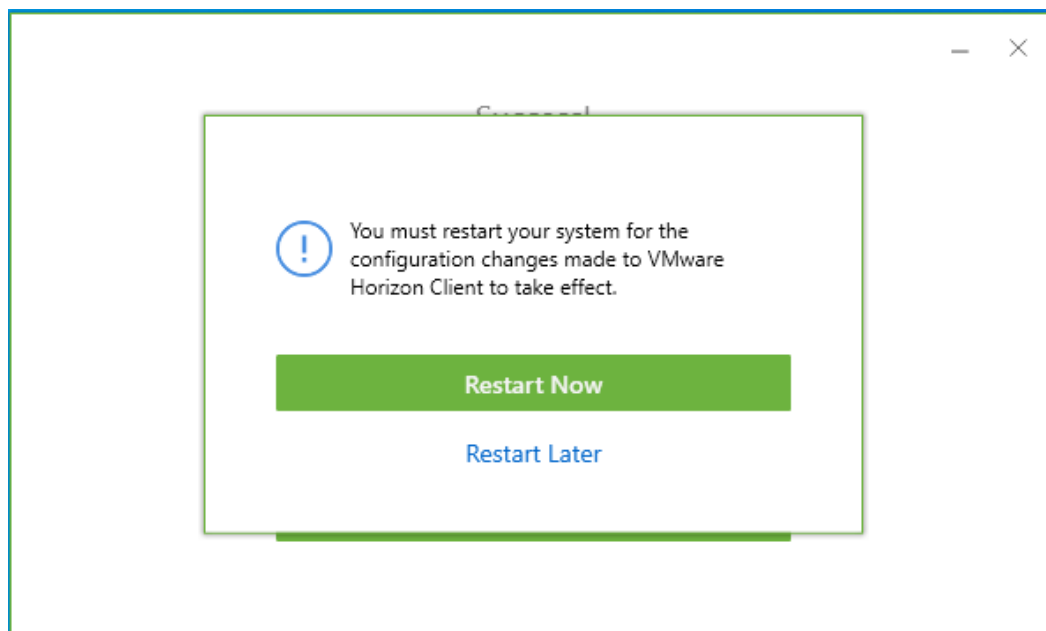 You must restart your system for the
configuration changes made to VMware
Horizon Client to take effect.
Restart Now
Restart Later